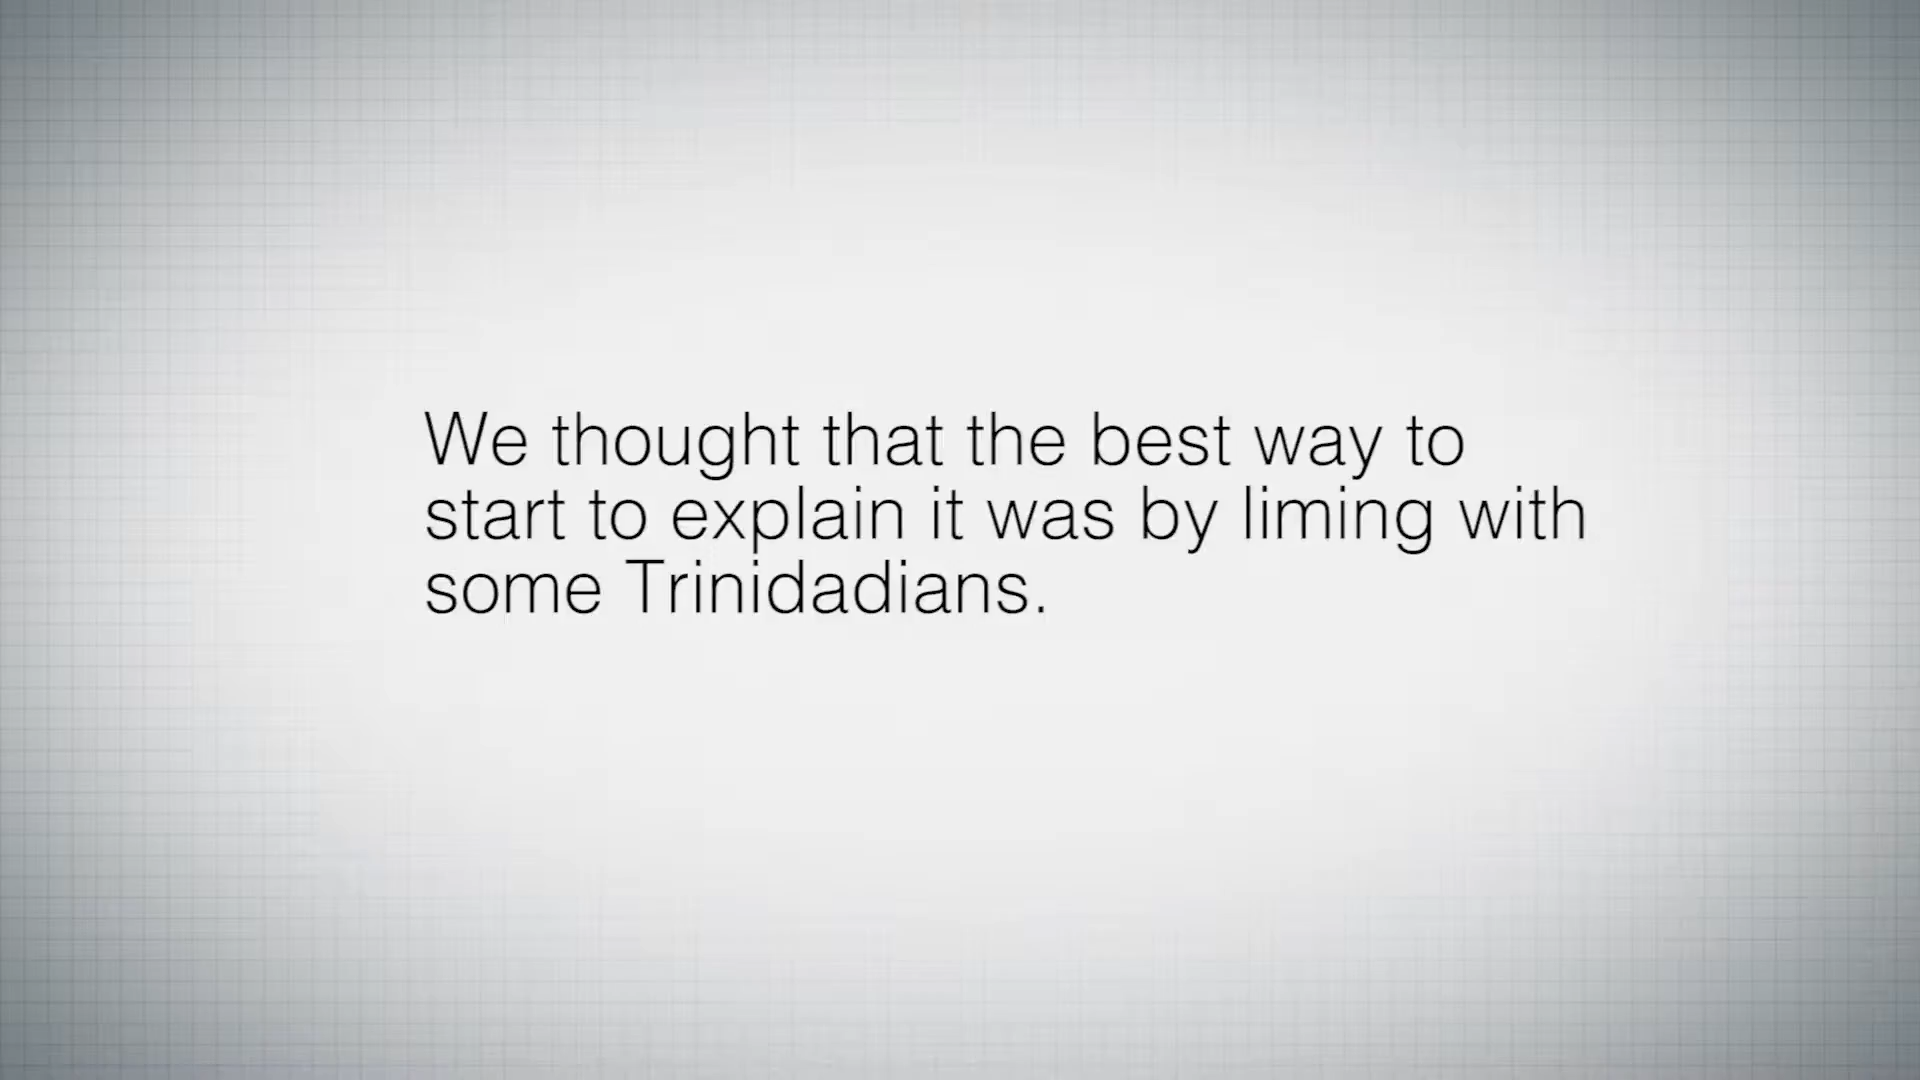 We thought that the best way to
start to explain it was by liming with
some Trinidadians.